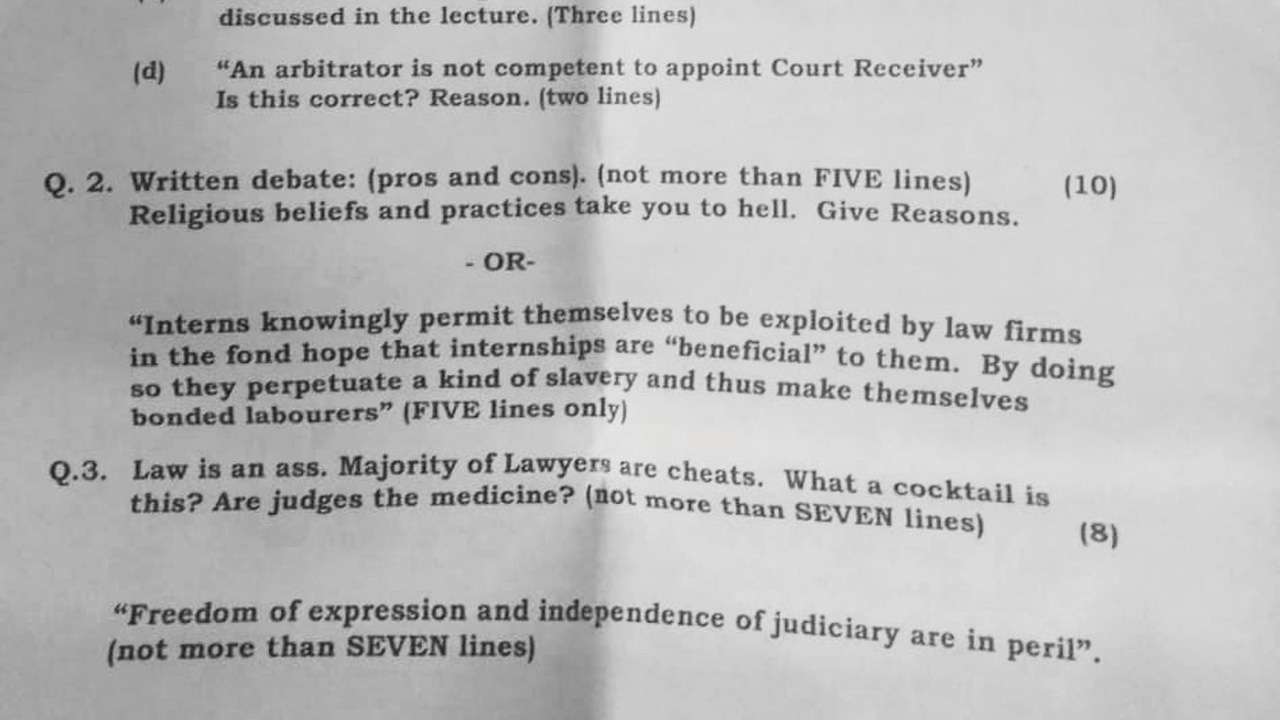 discussed in the lecture. (Three lines)
(d) “An arbitrator is not competent to appoint Court Receiver”
Is this correct? Reason. (two lines)
Q. 2. Written debate: (pros and cons). (not more than FIVE lines) (10)
Religious beliefs and practices take you to hell. Give Reasons.
- OR-
“Interns knowingly permit themselves to be exploited by law firms
in the fond hope that internships are “beneficial” to them. By doing
so they perpetuate a kind of slavery and thus make themselves
bonded labourers” (FIVE lines only)
Q.3. Law is an ass. Majority of Lawyers are cheats. What a cocktail is
this? Are judges the medicine? (not more than SEVEN lines) (8)
“Freedom of expression and independence of judiciary are in peril”.
(not more than SEVEN lines)